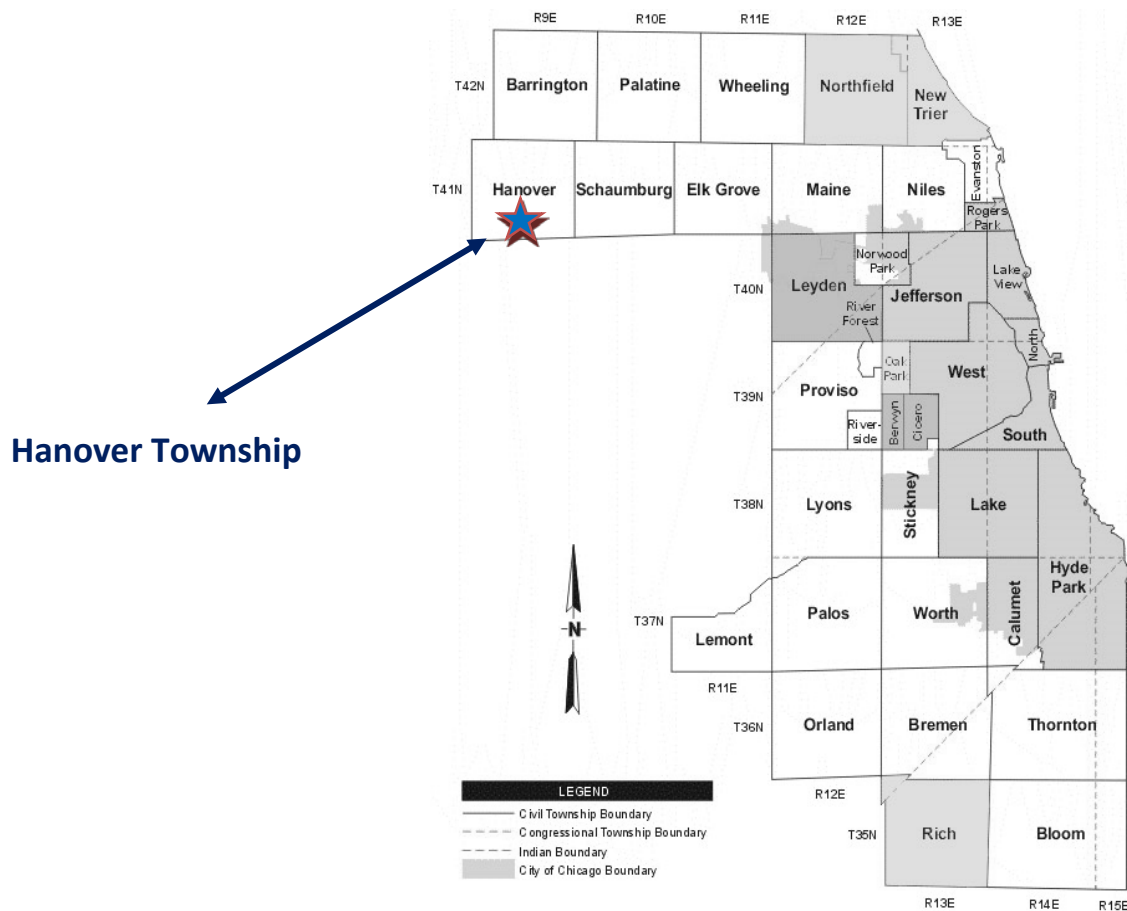 R9E R10E R11E R12E R13E
T42N Barrington Palatine Wheeling Northfield New
Trier
T41N Hanover Schaumburg Elk Grove Maine Niles Evanston
Rogers
Park
Norwood
Park
T40N Leyden Jefferson Lake
View
River
Forest
North
Oak
Park
West
T39N Proviso
River-
side
Berwyn
Cicero
South
Hanover Township
T38N Lyons Stickney Lake
Hyde
Park
T37N Lemont Palos Worth Calumet
N
R11E
T36N Orland Bremen Thornton
LEGEND
Civil Township Boundary
Congressional Township Boundary
Indian Boundary
City of Chicago Boundary
R12E
T35N Rich Bloom
R13E R14E R15E